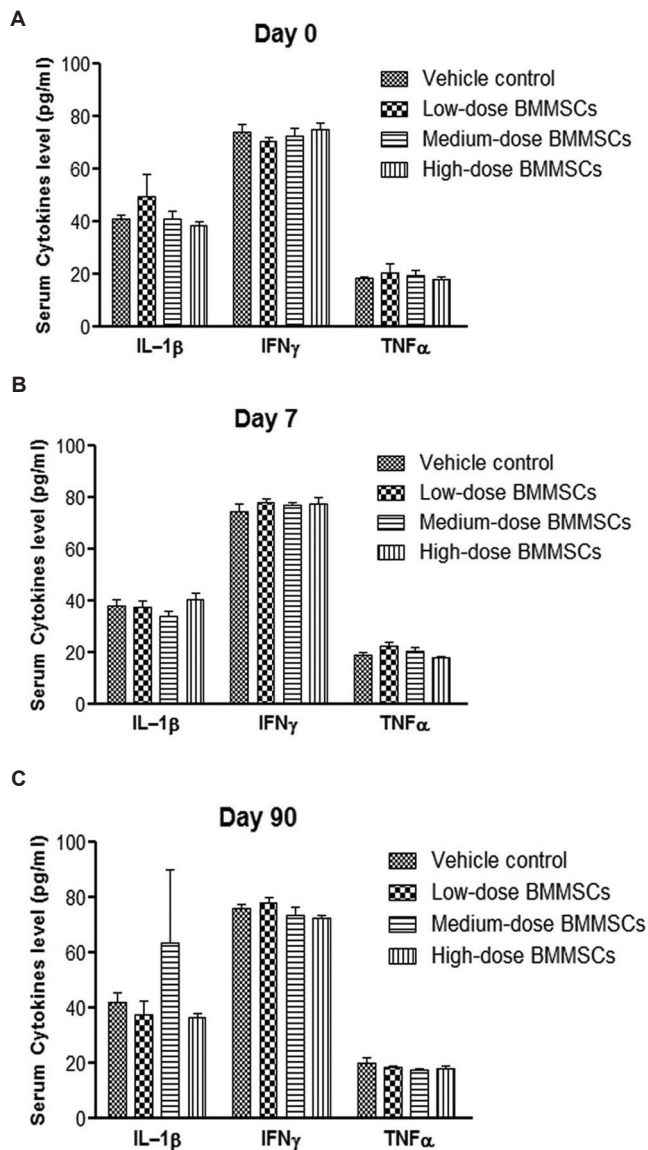 A
Day 0
Serum Cytokines level (pg/ml)
100
80
60
40
20
0
Vehicle control
Low-dose BMMSCs
Medium-dose BMMSCs
High-dose BMMSCs
IL–1β IFNγ TNFα
B
Day 7
Serum Cytokines level (pg/ml)
100
80
60
40
20
0
Vehicle control
Low-dose BMMSCs
Medium-dose BMMSCs
High-dose BMMSCs
IL–1β IFNγ TNFα
C
Day 90
Serum Cytokines level (pg/ml)
100
80
60
40
20
0
Vehicle control
Low-dose BMMSCs
Medium-dose BMMSCs
High-dose BMMSCs
IL–1β IFNγ TNFα